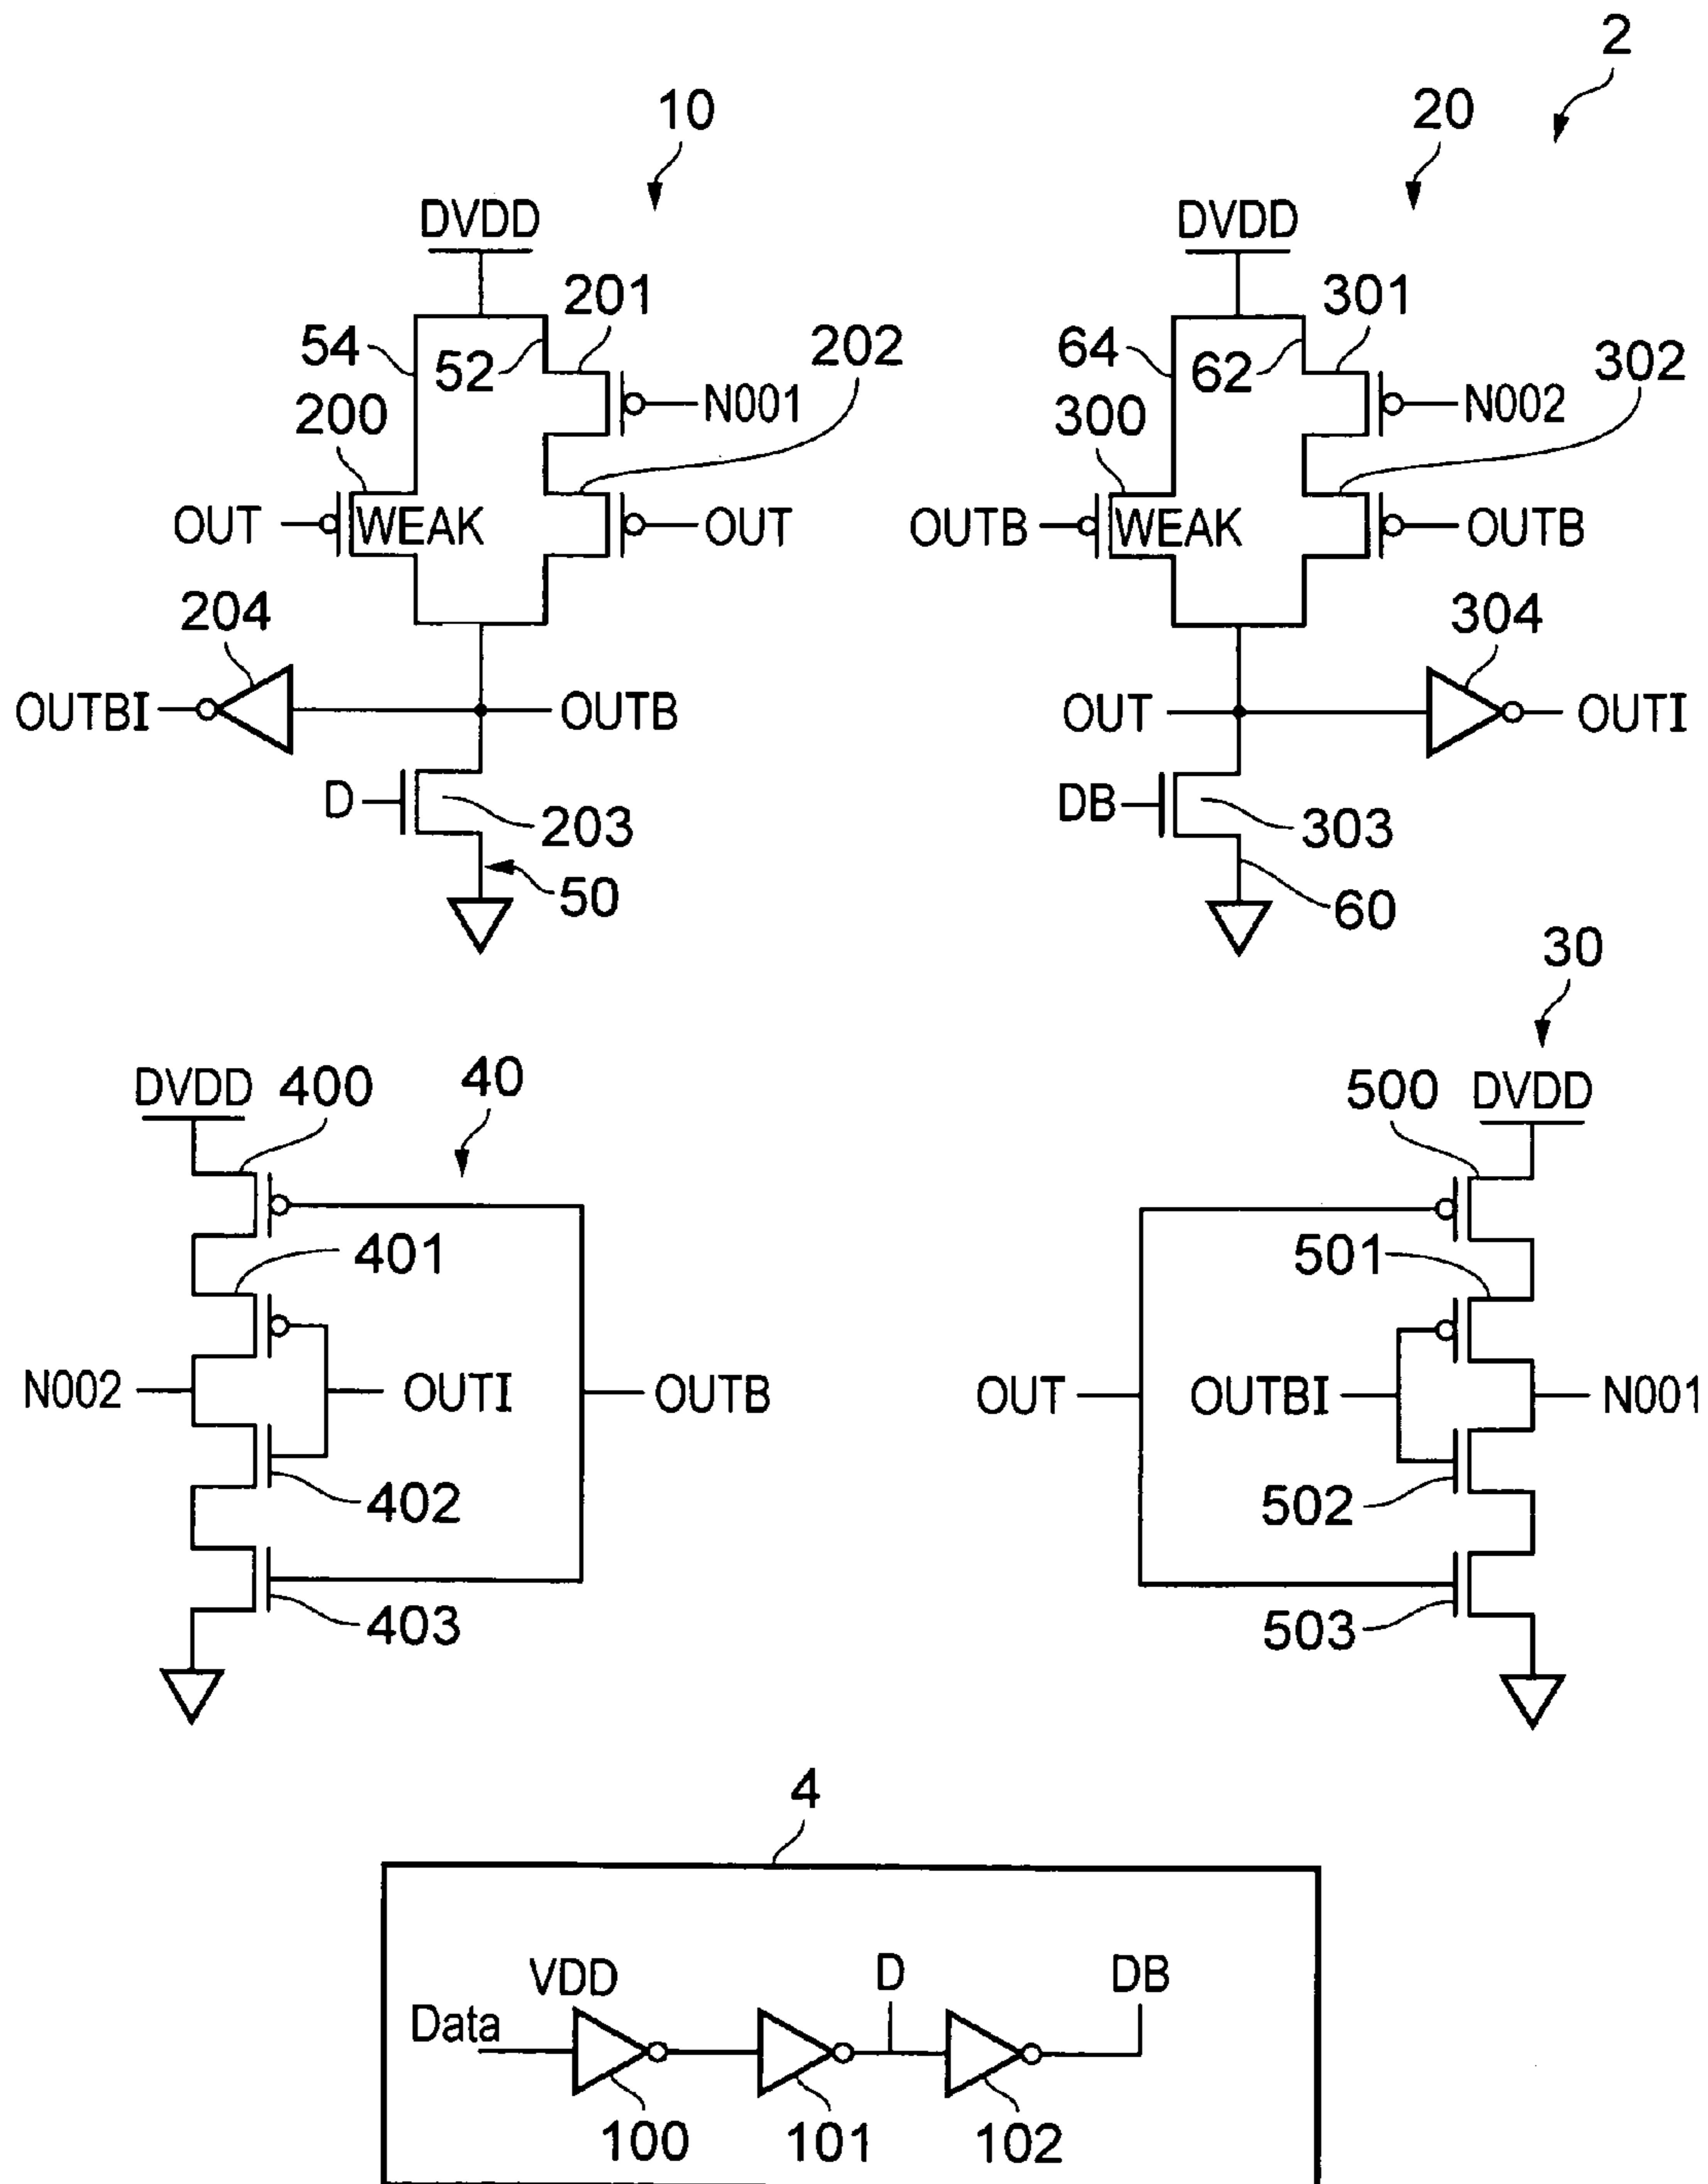 2
10
20
DVDD
DVDD
201
301
54
52
202
64
62
302
200
N001
300
N002
OUT
WEAK
OUT
OUTB
WEAK
OUTB
204
304
OUTBI
OUTB
OUT
OUTI
D
203
DB
303
50
60
30
DVDD
400
40
500
DVDD
401
501
N002
OUTI
OUTB
OUT
OUTBI
N001
402
502
403
503
4
VDD
D
DB
Data
100
101
102